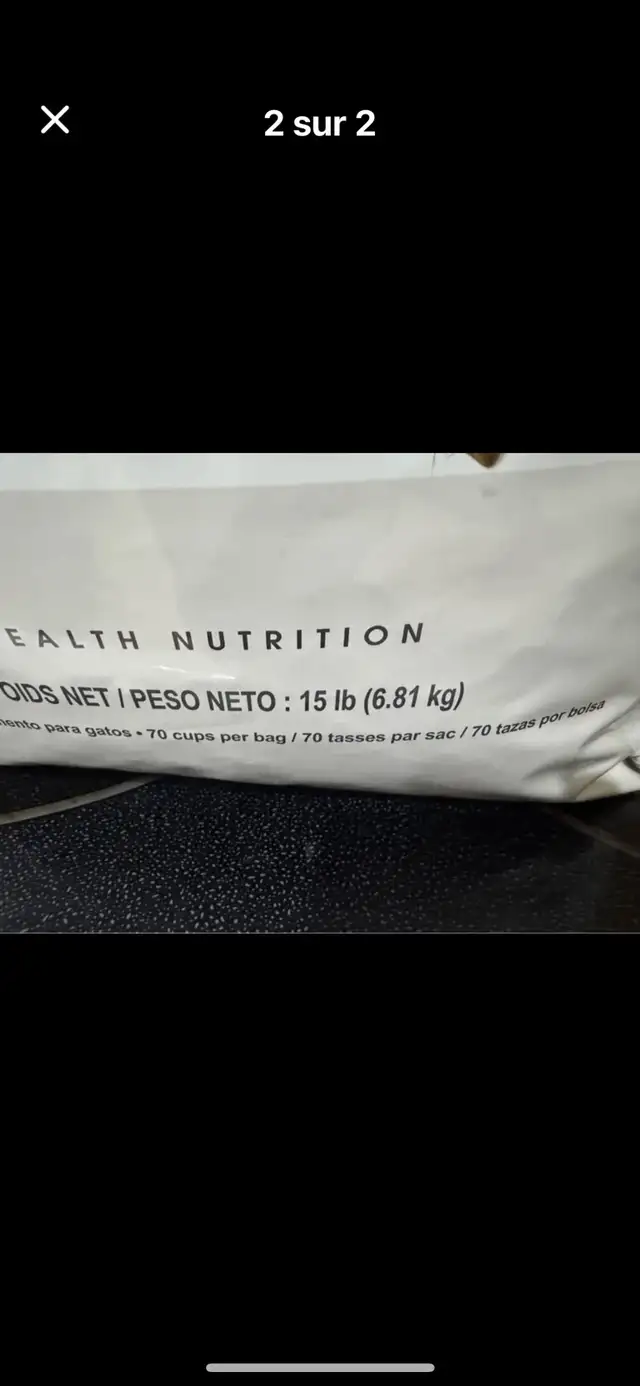 2 sur 2
EALTH NUTRITION
OIDS NET | PESO NETO : 15 lb (6.81 kg)
mento para gatos • 70 cups per bag / 70 tasses par sac / 70 tazas por bolsa